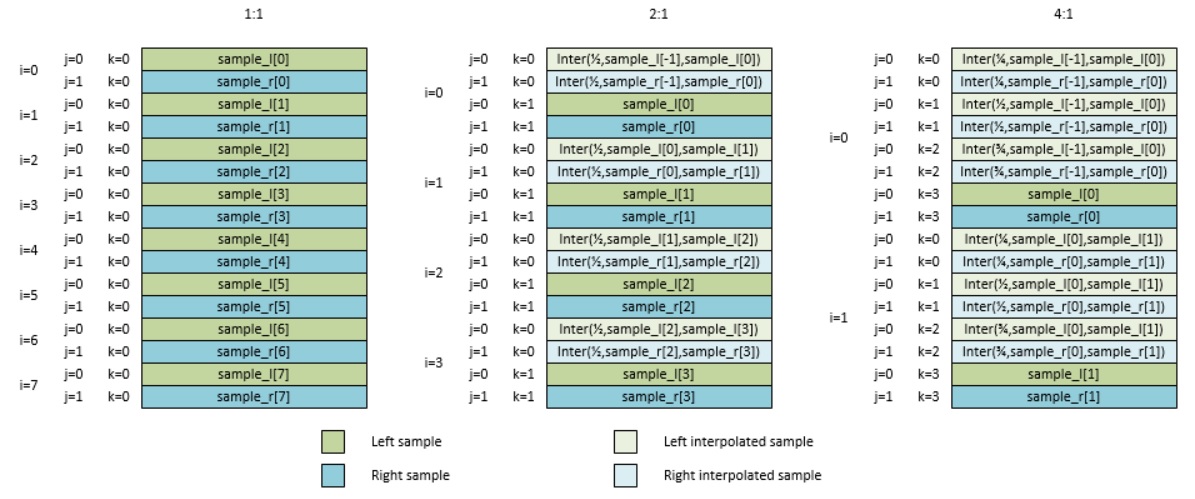 1:1 2:1 4:1
j=0 k=0 sample_l[0] j=0 k=0 Inter(½,sample_l[-1],sample_l[0]) j=0 k=0 Inter(¼,sample_l[-1],sample_l[0])
i=0
j=1 k=0 sample_r[0] j=1 k=0 Inter(½,sample_r[-1],sample_r[0]) j=1 k=0 Inter(¼,sample_r[-1],sample_r[0])
i=0
j=0 k=0 sample_l[1] j=0 k=1 sample_l[0] j=0 k=1 Inter(½,sample_l[-1],sample_l[0])
i=1
j=1 k=0 sample_r[1] j=1 k=1 sample_r[0] j=1 k=1 Inter(½,sample_r[-1],sample_r[0])
i=0
j=0 k=0 sample_l[2] j=0 k=0 Inter(½,sample_l[0],sample_l[1]) j=0 k=2 Inter(¾,sample_l[-1],sample_l[0])
i=2
j=1 k=0 sample_r[2] j=1 k=0 Inter(½,sample_r[0],sample_r[1]) j=1 k=2 Inter(¾,sample_r[-1],sample_r[0])
i=1
j=0 k=0 sample_l[3] j=0 k=1 sample_l[1] j=0 k=3 sample_l[0]
i=3
j=1 k=0 sample_r[3] j=1 k=1 sample_r[1] j=1 k=3 sample_r[0]
j=0 k=0 sample_l[4] j=0 k=0 Inter(½,sample_l[1],sample_l[2]) j=0 k=0 Inter(¼,sample_l[0],sample_l[1])
i=4
j=1 k=0 sample_r[4] j=1 k=0 Inter(½,sample_r[1],sample_r[2]) j=1 k=0 Inter(¼,sample_r[0],sample_r[1])
i=2
j=0 k=0 sample_l[5] j=0 k=1 sample_l[2] j=0 k=1 Inter(½,sample_l[0],sample_l[1])
i=5
j=1 k=0 sample_r[5] j=1 k=1 sample_r[2] j=1 k=1 Inter(½,sample_r[0],sample_r[1])
i=1
j=0 k=0 sample_l[6] j=0 k=0 Inter(½,sample_l[2],sample_l[3]) j=0 k=2 Inter(¾,sample_l[0],sample_l[1])
i=6
j=1 k=0 sample_r[6] j=1 k=0 Inter(½,sample_r[2],sample_r[3]) j=1 k=2 Inter(¾,sample_r[0],sample_r[1])
i=3
j=0 k=0 sample_l[7] j=0 k=1 sample_l[3] j=0 k=3 sample_l[1]
i=7
j=1 k=0 sample_r[7] j=1 k=1 sample_r[3] j=1 k=3 sample_r[1]
Left sample Left interpolated sample
Right sample Right interpolated sample